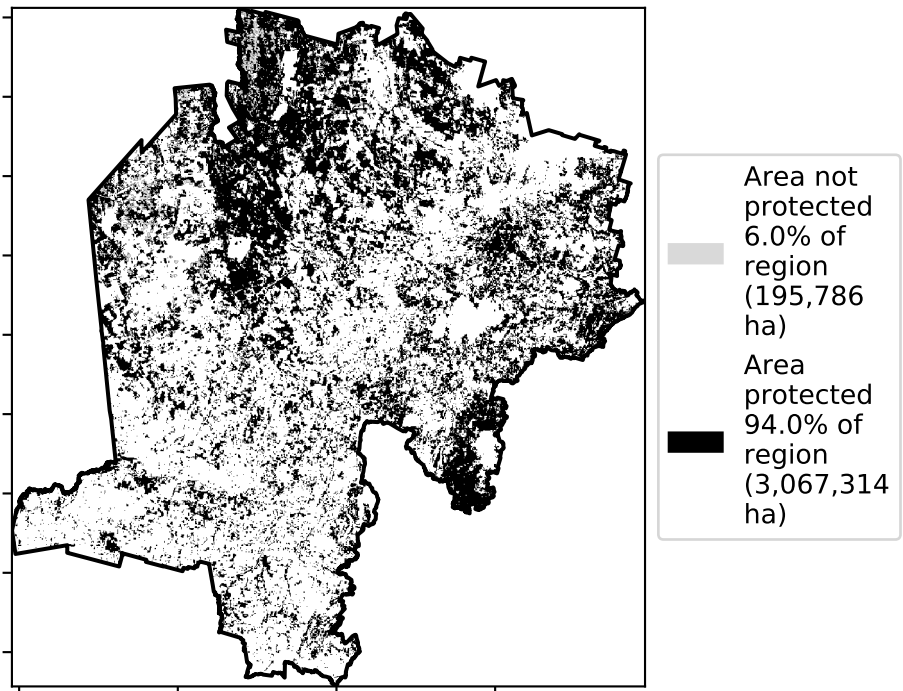 Area not
protected
6.0% of
region
(195,786
ha)
Area
protected
94.0% of
region
(3,067,314
ha)